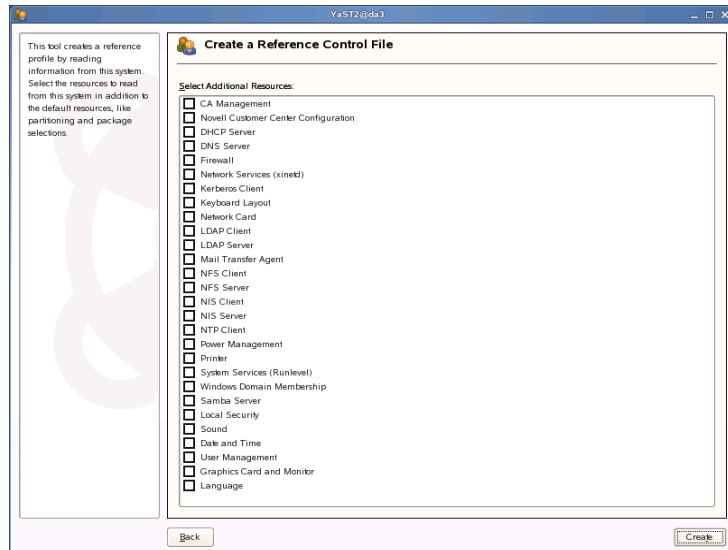 YaST2@da3
This tool creates a reference
profile by reading
information from this system.
Select the resources to read
from this system in addition to
the default resources, like
partitioning and package
selections.
Create a Reference Control File
Select Additional Resources:
CA Management
Novell Customer Center Configuration
DHCP Server
DNS Server
Firewall
Network Services (xinetd)
Kerberos Client
Keyboard Layout
Network Card
LDAP Client
LDAP Server
Mail Transfer Agent
NFS Client
NFS Server
NIS Client
NIS Server
NTP Client
Power Management
Printer
System Services (Runlevel)
Windows Domain Membership
Samba Server
Local Security
Sound
Date and Time
User Management
Graphics Card and Monitor
Language
Back
Create